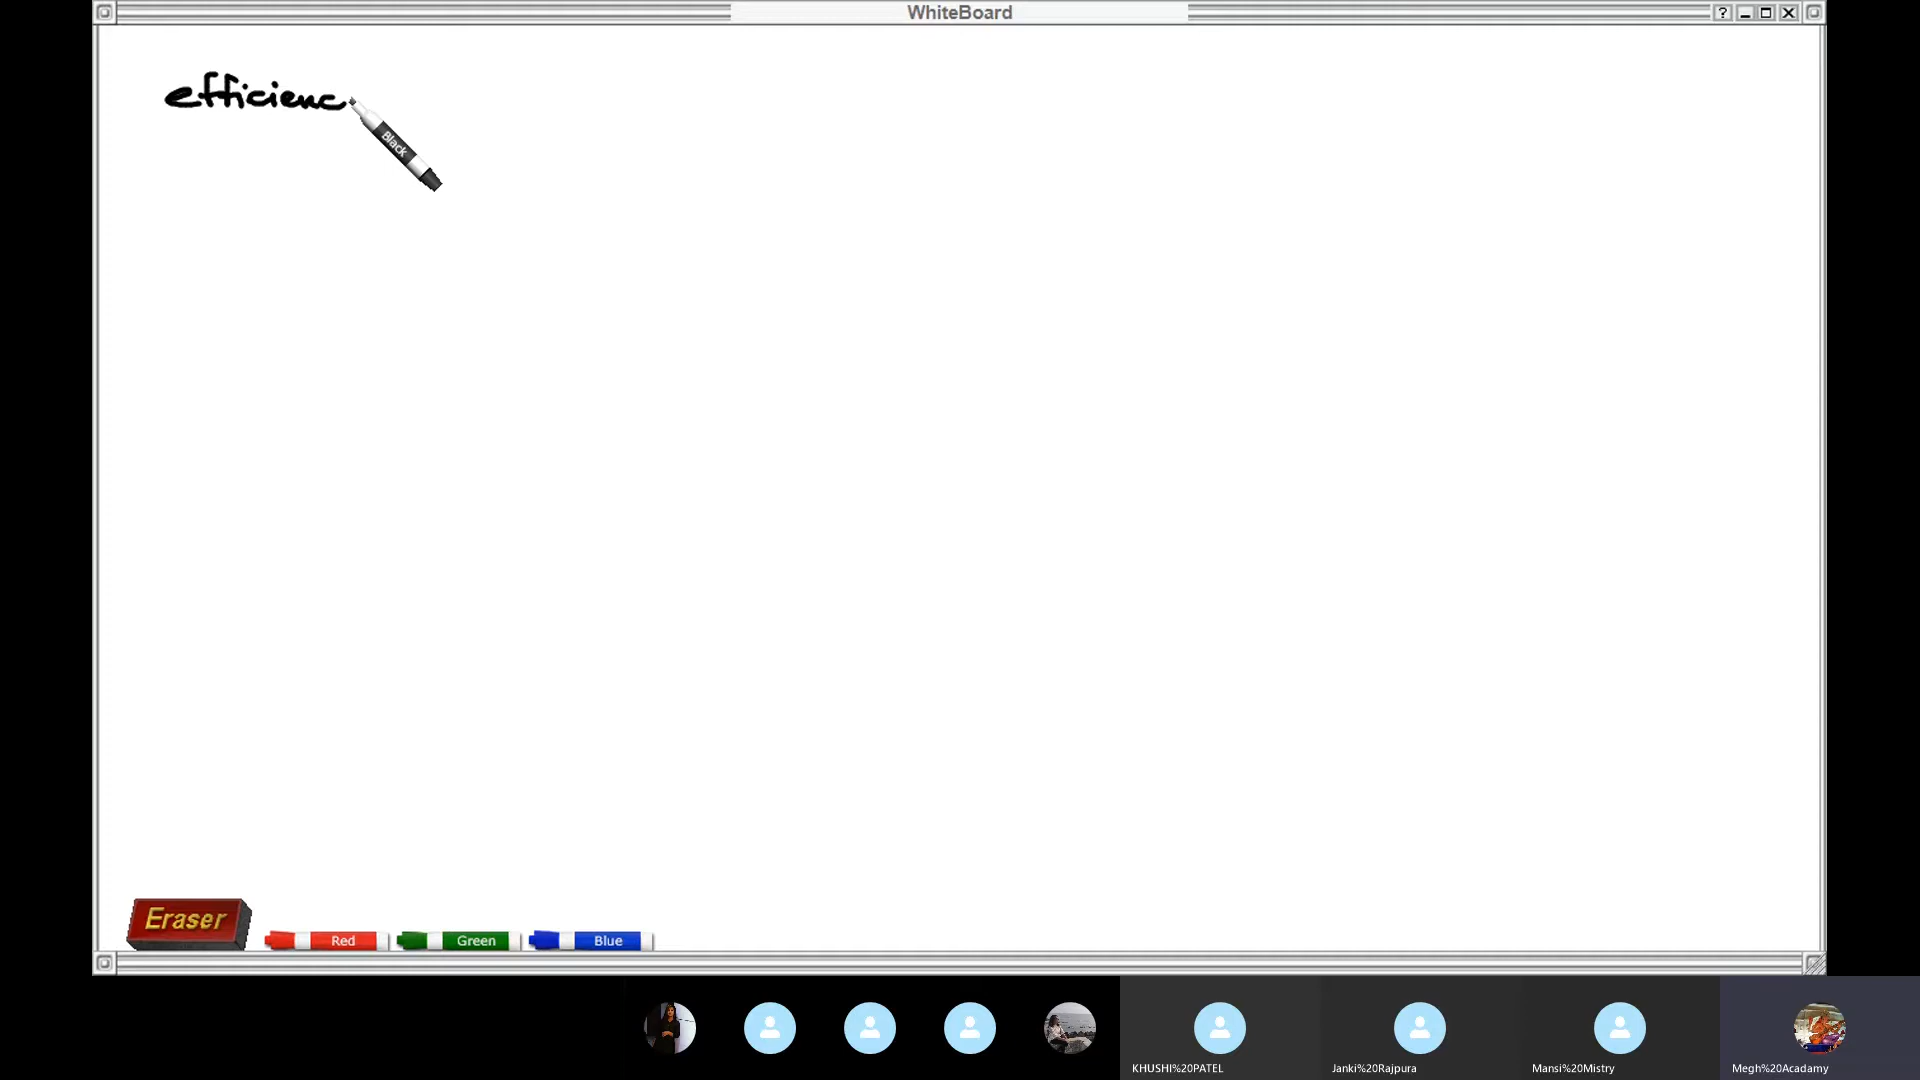 WhiteBoard
?
efficienc
Black
Eraser
Red Green Blue
KHUSHI%20PATEL Janki%20Rajpura Mansi%20Mistry Megh%20Acadamy